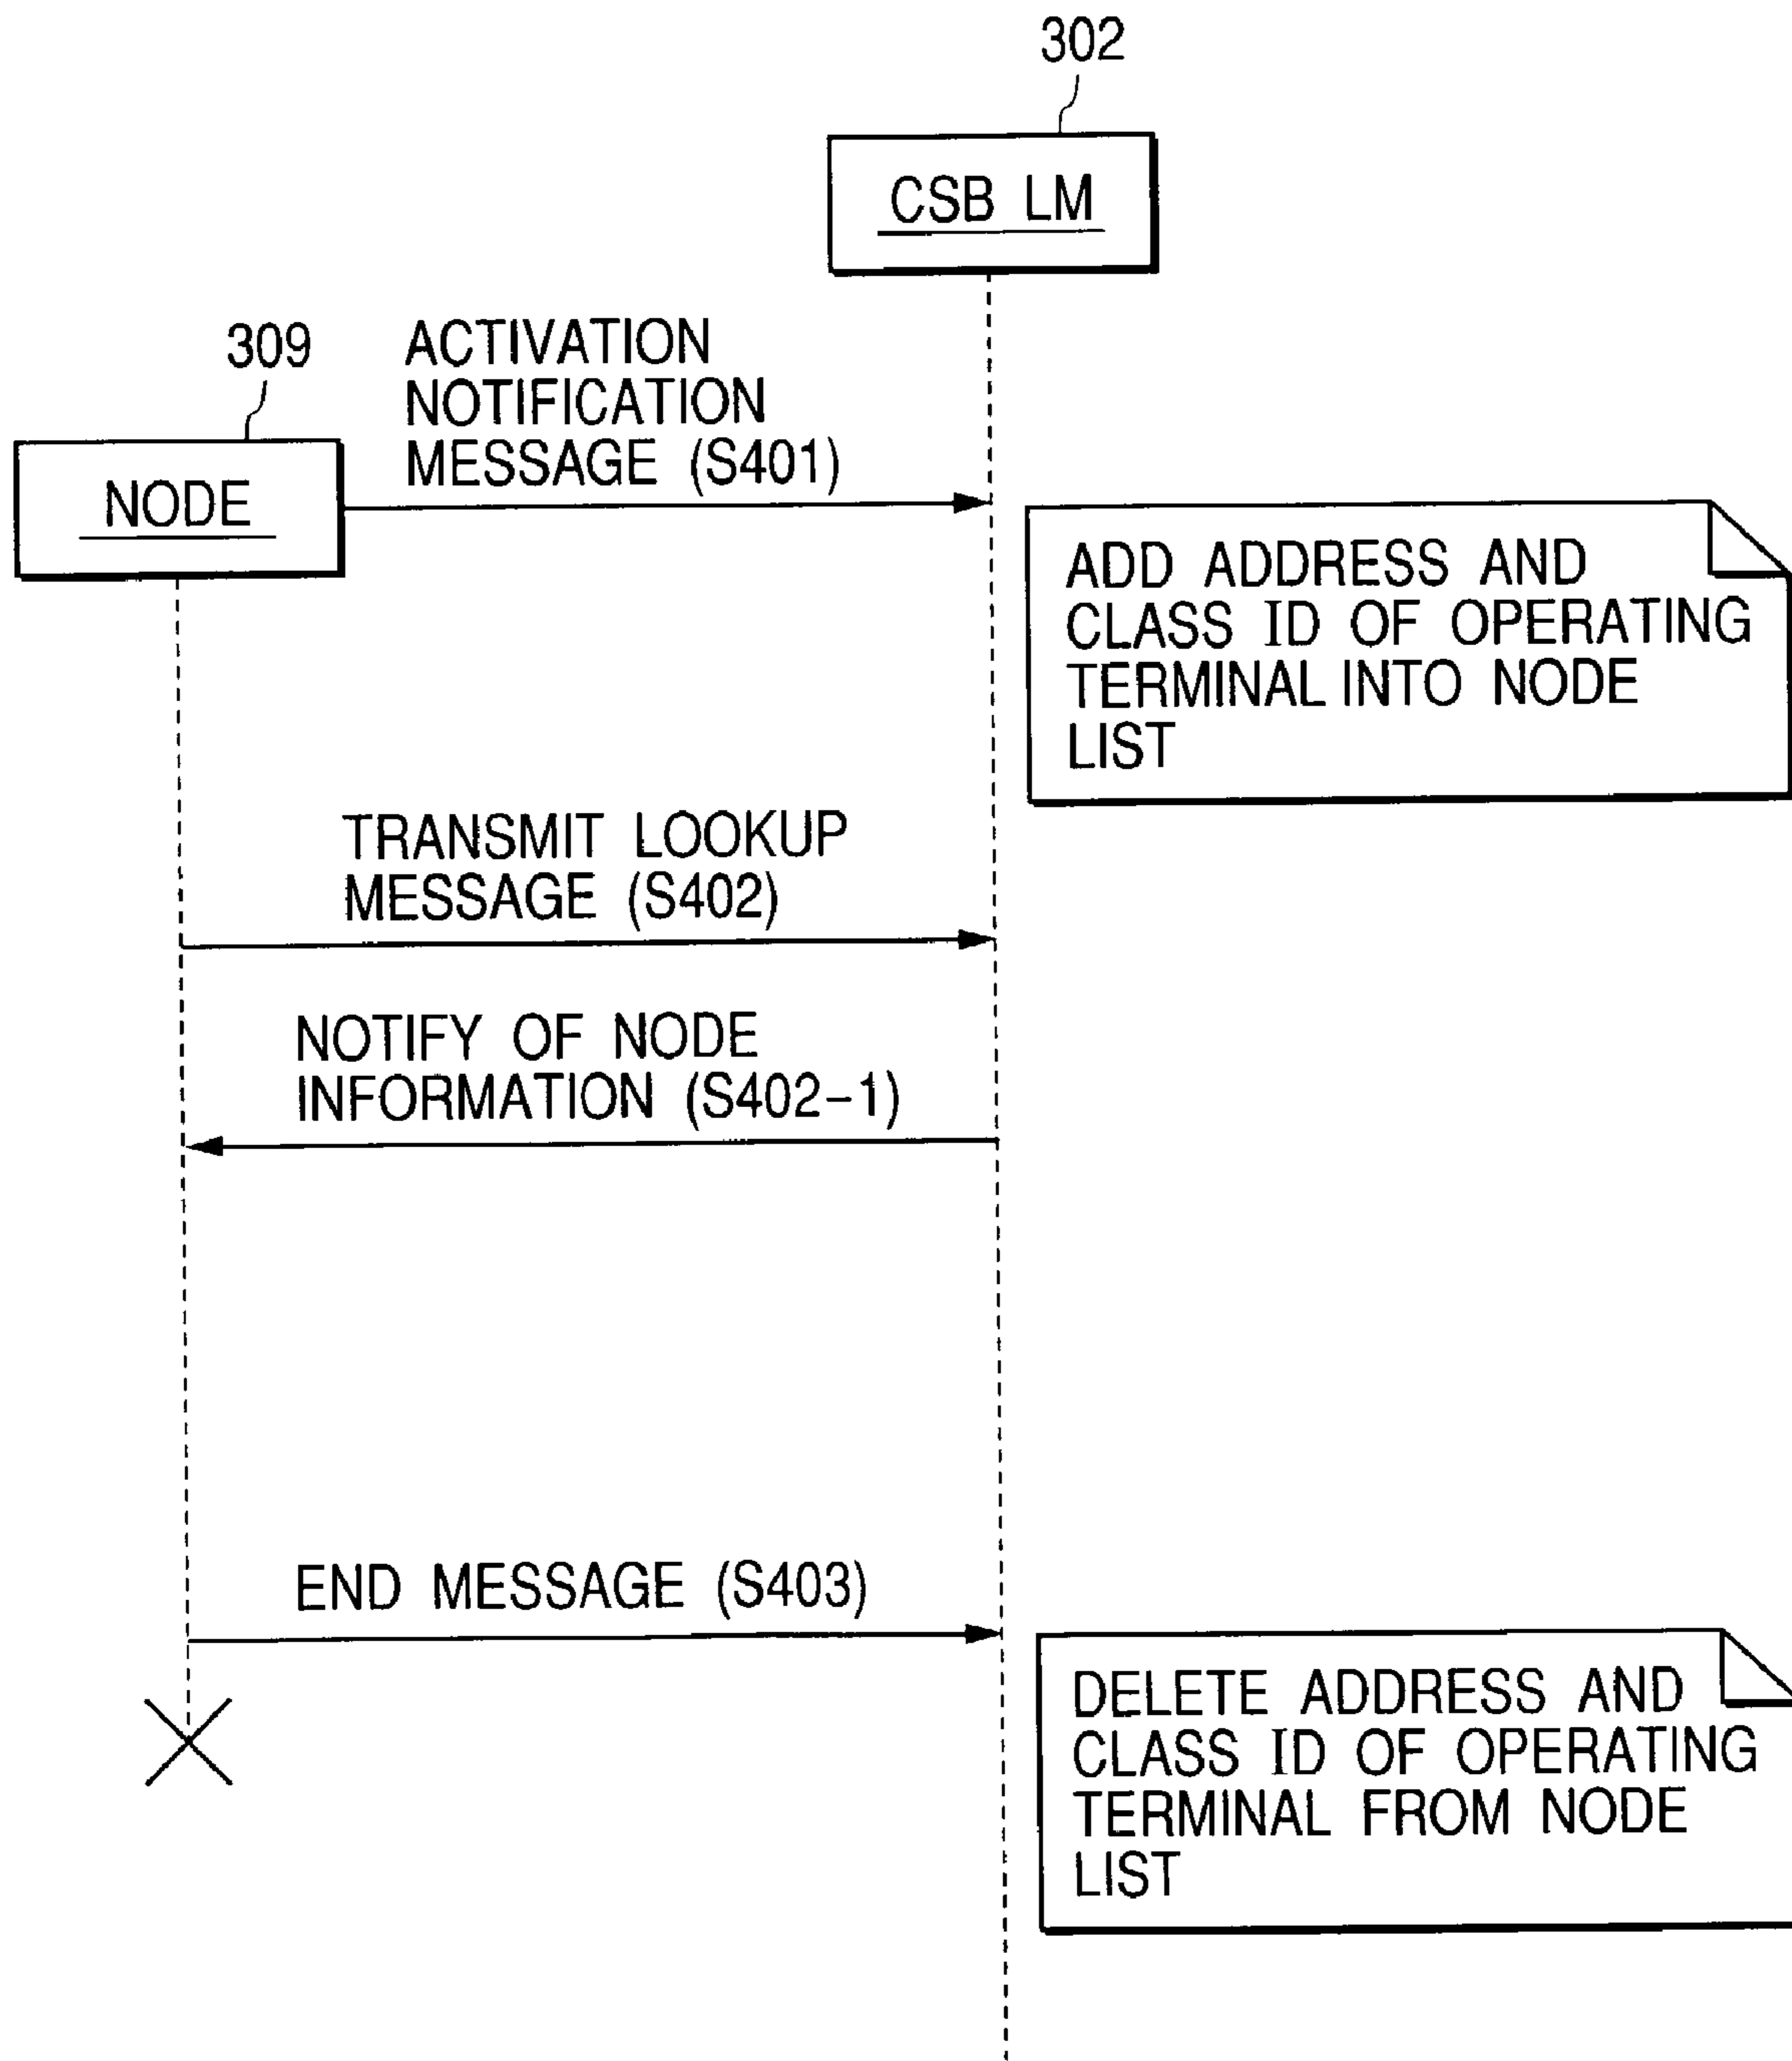 302
CSB LM
309
ACTIVATION
NOTIFICATION
MESSAGE (S401)
NODE
ADD ADDRESS AND
CLASS ID OF OPERATING
TERMINAL INTO NODE
LIST
TRANSMIT LOOKUP
MESSAGE (S402)
NOTIFY OF NODE
INFORMATION (S402-1)
END MESSAGE (S403)
DELETE ADDRESS AND
CLASS ID OF OPERATING
TERMINAL FROM NODE
LIST